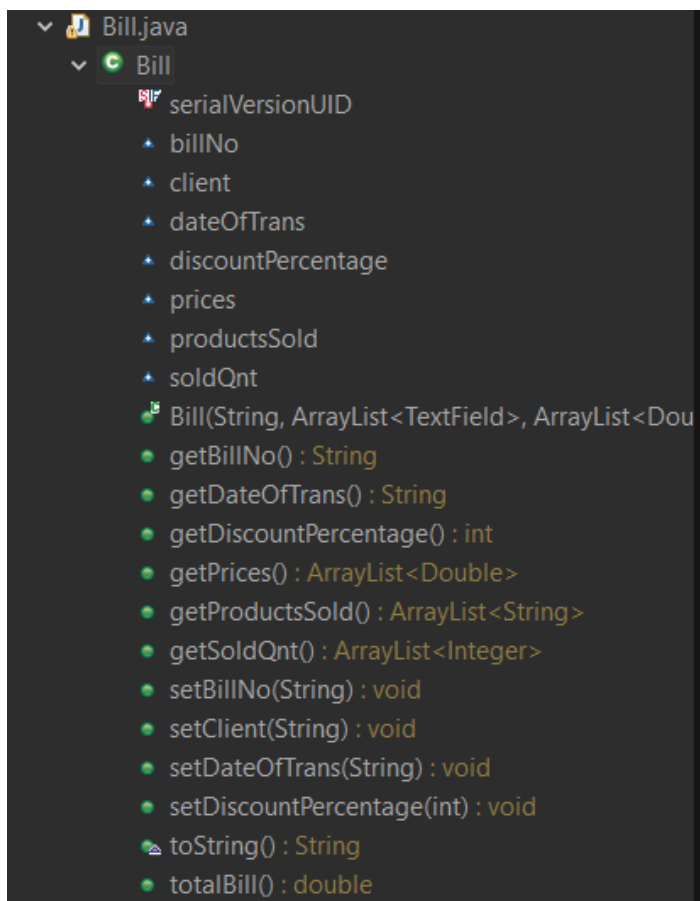 Bill.java
Bill
serialVersionUID
billNo
client
dateOfTrans
discountPercentage
prices
productsSold
soldQnt
Bill(String, ArrayList<TextField>, ArrayList<Dou
getBillNo() : String
getDateOfTrans() : String
getDiscountPercentage() : int
getPrices() : ArrayList<Double>
getProductsSold() : ArrayList<String>
getSoldQnt() : ArrayList<Integer>
setBillNo(String) : void
setClient(String) : void
setDateOfTrans(String) : void
setDiscountPercentage(int) : void
toString() : String
totalBill() : double